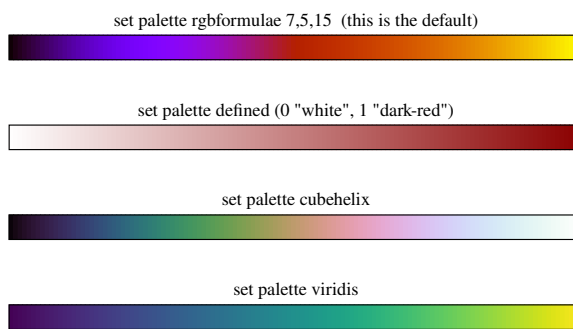 set palette rgbformulae 7,5,15  (this is the default)
set palette defined (0 "white", 1 "dark-red")
set palette cubehelix
set palette viridis